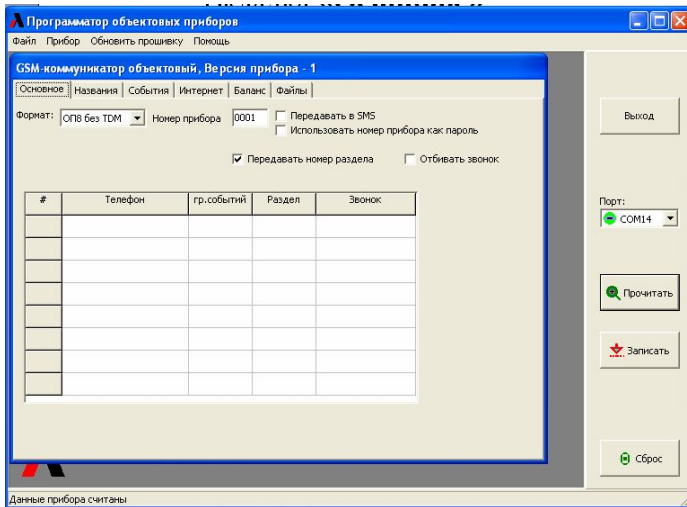 Программатор объектовых приборов
Файл Прибор Обновить прошивку Помощь
GSM-коммуникатор объектовый, Версия прибора - 1
Основное Названия События Интернет Баланс Файлы
Формат: ОП8 без TDM Номер прибора 0001 Передавать в SMS
Использовать номер прибора как пароль
Передавать номер раздела Отбивать звонок
# Телефон гр.событий Раздел Звонок
Выход
Порт:
COM14
Прочитать
Записать
Сброс
Данные прибора считаны